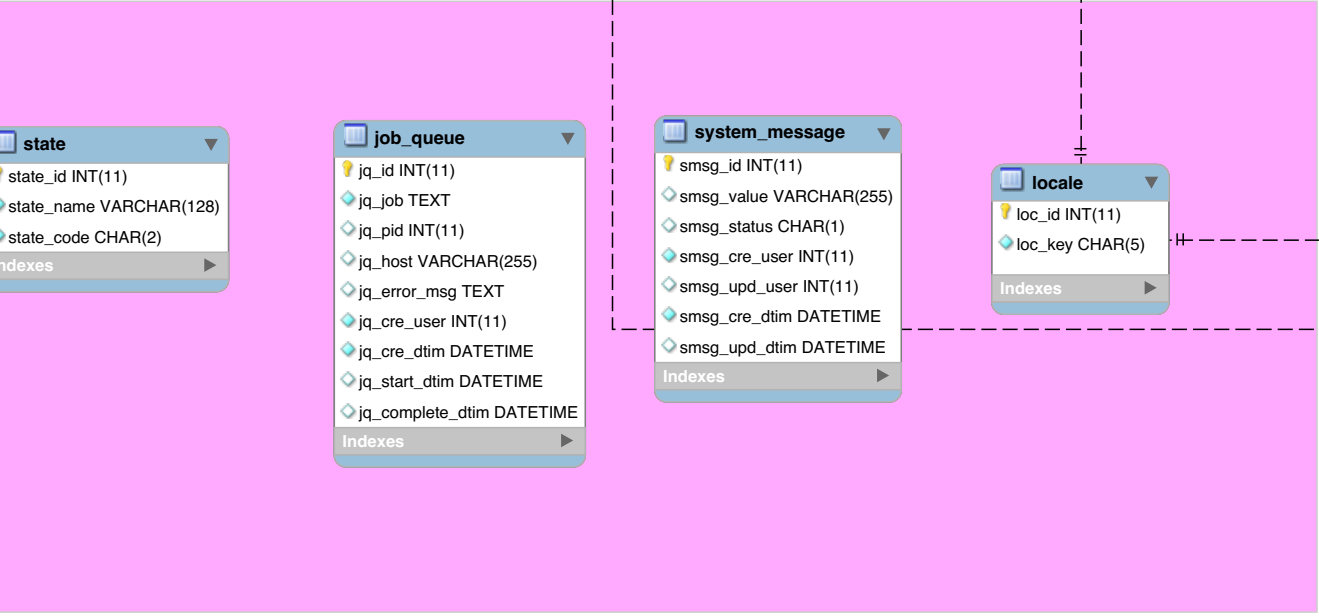 state
state_id INT(11)
state_name VARCHAR(128)
state_code CHAR(2)
ndexes
job_queue
jq_id INT(11)
jq_job TEXT
jq_pid INT(11)
jq_host VARCHAR(255)
jq_error_msg TEXT
jq_cre_user INT(11)
jq_cre_dtim DATETIME
jq_start_dtim DATETIME
jq_complete_dtim DATETIME
Indexes
system_message
smsg_id INT(11)
smsg_value VARCHAR(255)
smsg_status CHAR(1)
smsg_cre_user INT(11)
smsg_upd_user INT(11)
smsg_cre_dtim DATETIME
smsg_upd_dtim DATETIME
Indexes
locale
loc_id INT(11)
loc_key CHAR(5)
Indexes